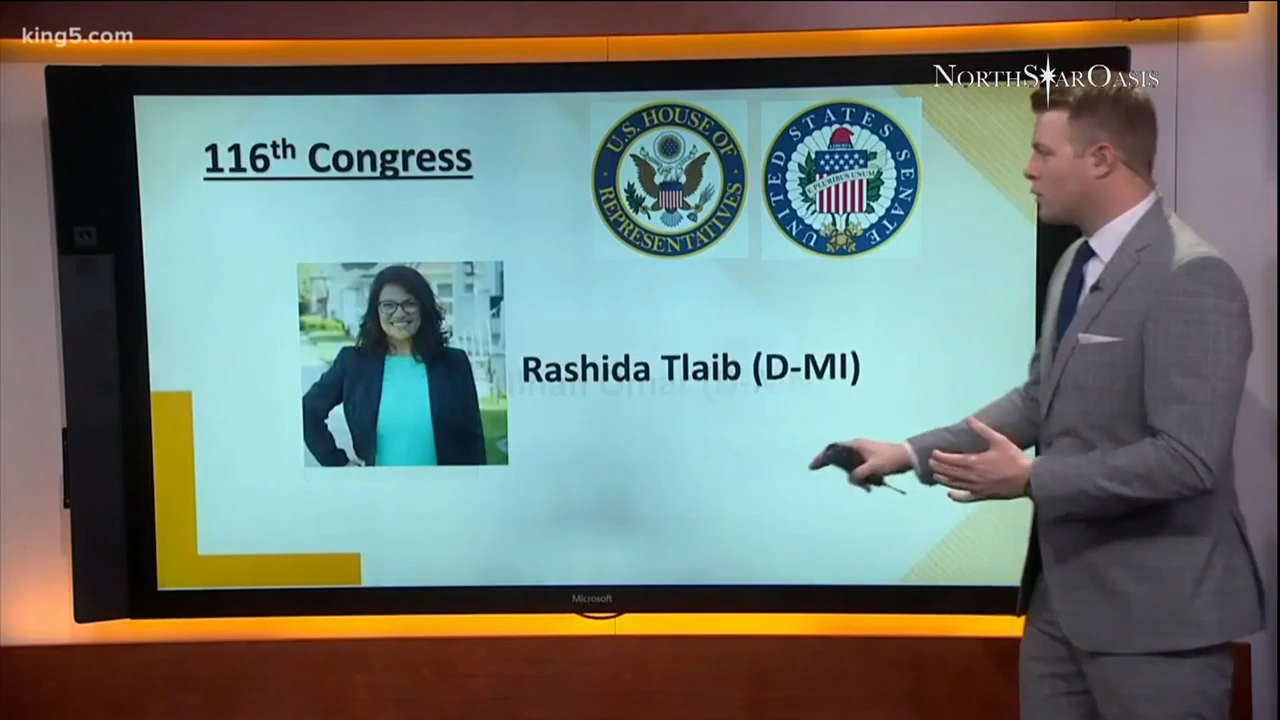 king5.com
NORTHSTAROASIS
116th Congress
U.S. HOUSE OF
REPRESENTATIVES
UNITED STATES SENATE
E PLURIBUS UNUM
Rashida Tlaib (D-MI)
Microsoft